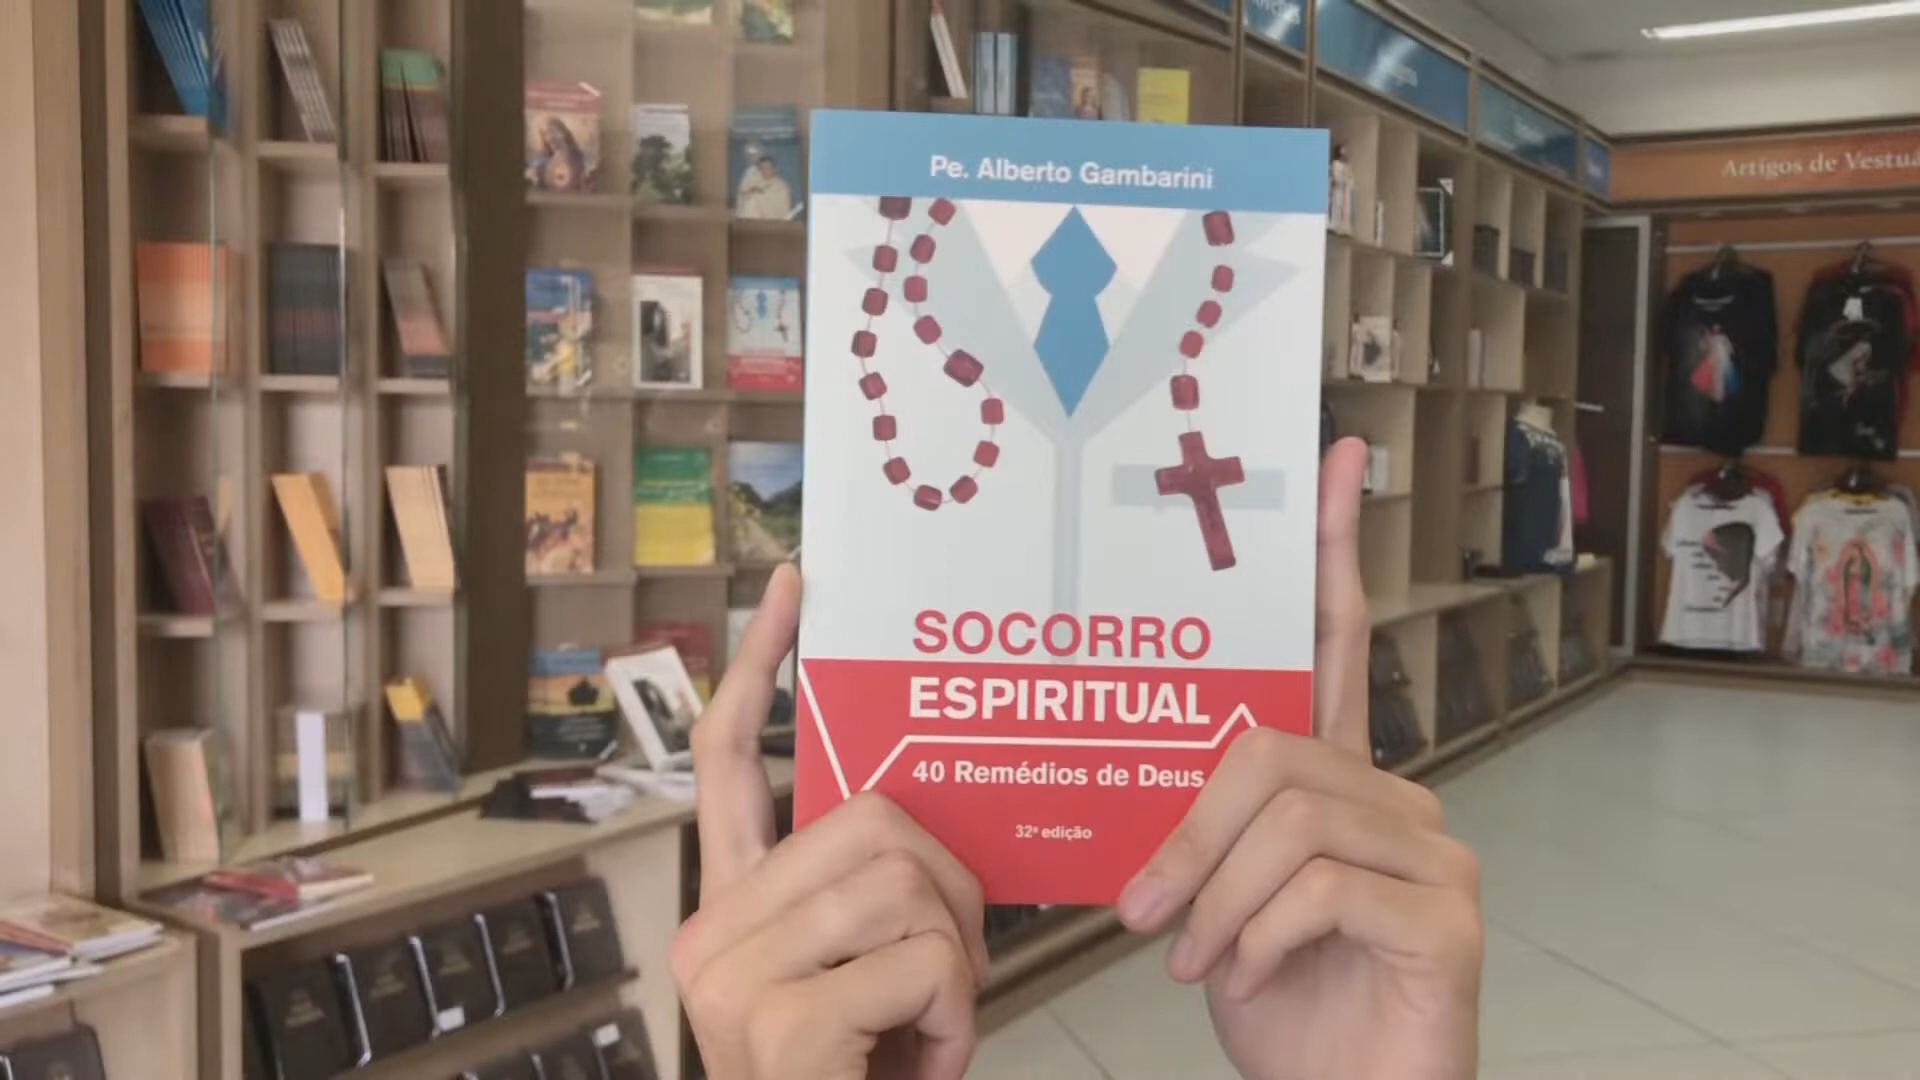 Pe. Alberto Gambarini
SOCORRO
ESPIRITUAL
40 Remédios de Deus
32ª edição
Artigos de Vestuá